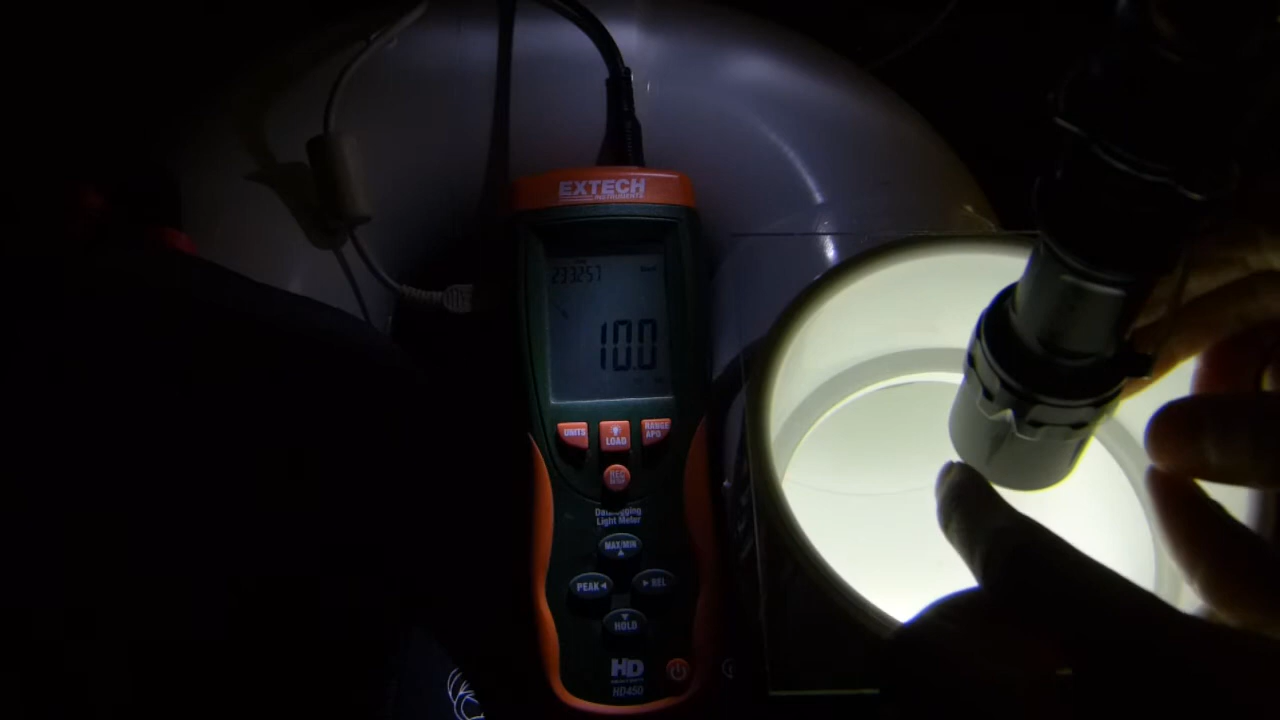 EXTECH
INSTRUMENTS
233257
10.0
UNITS
LOAD
RANGE
APO
REC
SETUP
Datalogging
Light Meter
MAX/MIN
PEAK
REL
HOLD
HD
HD450